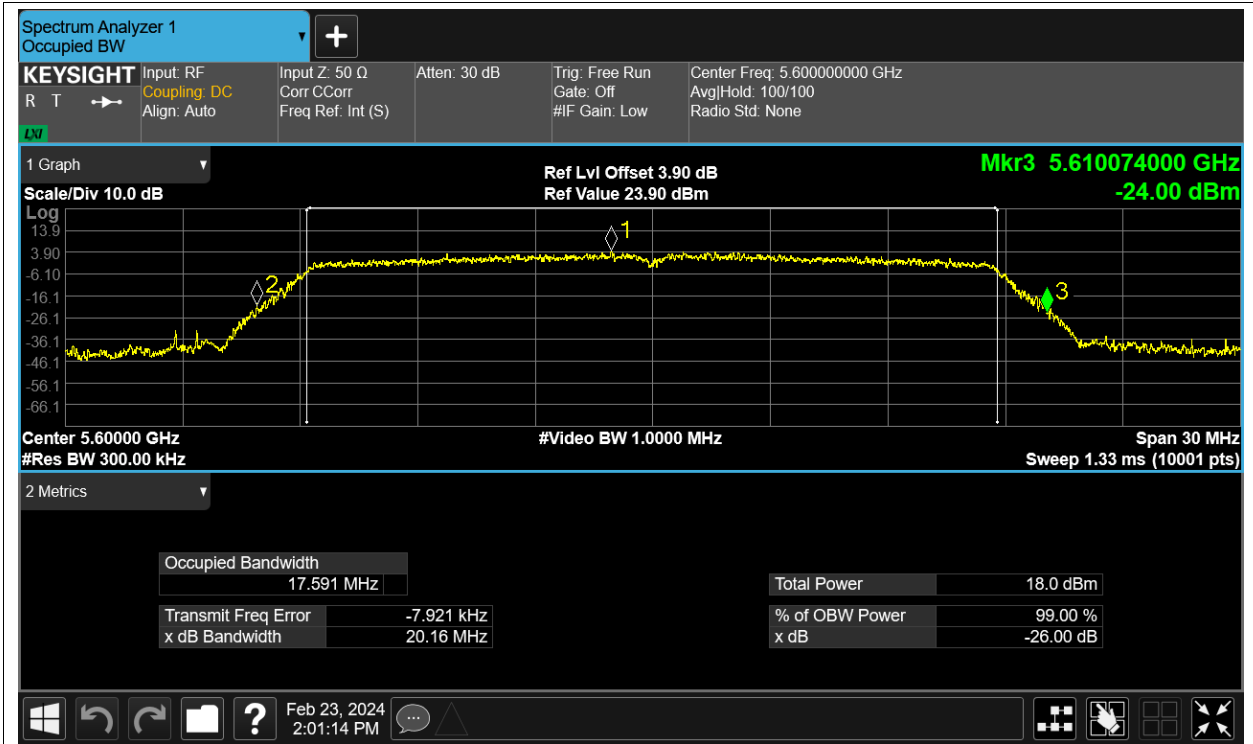 Spectrum Analyzer 1
Occupied BW
KEYSIGHT
R T
LXI
Input: RF
Coupling: DC
Align: Auto
Input Z: 50 Ω
Corr CCorr
Freq Ref: Int (S)
Atten: 30 dB
Trig: Free Run
Gate: Off
#IF Gain: Low
Center Freq: 5.600000000 GHz
Avg|Hold: 100/100
Radio Std: None
1 Graph
Scale/Div 10.0 dB
Ref Lvl Offset 3.90 dB
Ref Value 23.90 dBm
Mkr3 5.610074000 GHz
-24.00 dBm
Log
13.9
3.90
-6.10
-16.1
-26.1
-36.1
-46.1
-56.1
-66.1
1
2
3
Center 5.60000 GHz
#Res BW 300.00 kHz
#Video BW 1.0000 MHz
Span 30 MHz
Sweep 1.33 ms (10001 pts)
2 Metrics
Occupied Bandwidth
17.591 MHz
Transmit Freq Error -7.921 kHz
x dB Bandwidth 20.16 MHz
Total Power 18.0 dBm
% of OBW Power 99.00 %
x dB -26.00 dB
?
Feb 23, 2024
2:01:14 PM